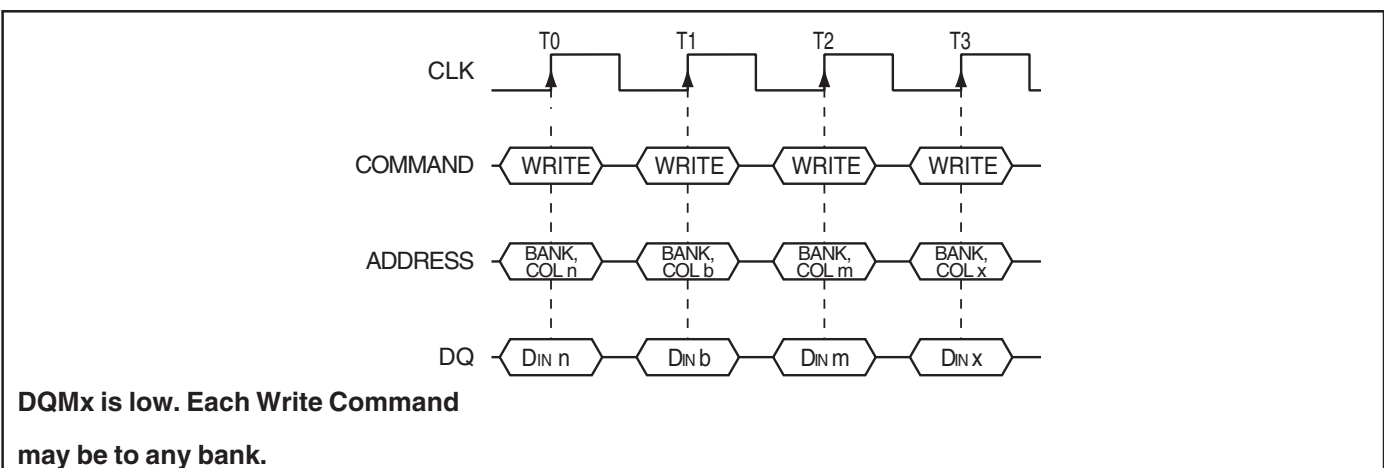 T0 T1 T2 T3
CLK
COMMAND WRITE WRITE WRITE WRITE
ADDRESS BANK, COL n BANK, COL b BANK, COL m BANK, COL x
DQ DIN n DIN b DIN m DIN x
DQMx is low. Each Write Command
may be to any bank.